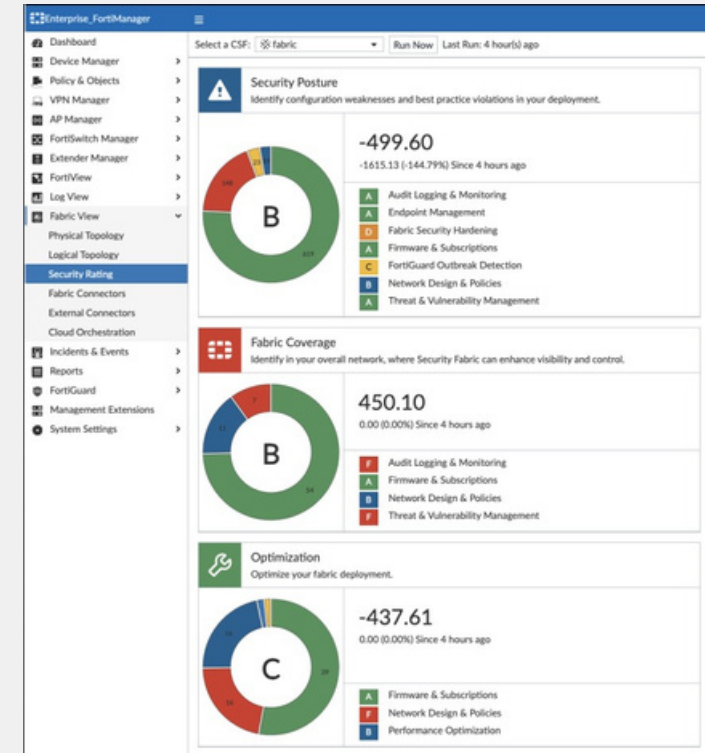 Enterprise_FortiManager
Dashboard
Device Manager
Policy & Objects
VPN Manager
AP Manager
FortiSwitch Manager
Extender Manager
FortiView
Log View
Fabric View
Physical Topology
Logical Topology
Security Rating
Fabric Connectors
External Connectors
Cloud Orchestration
Incidents & Events
Reports
FortiGuard
Management Extensions
System Settings
Select a CSF: fabric Run Now Last Run: 4 hour(s) ago
Security Posture
Identify configuration weaknesses and best practice violations in your deployment.
B
23
-499.60
-1615.13 (-144.79%) Since 4 hours ago
A Audit Logging & Monitoring
A Endpoint Management
D Fabric Security Hardening
A Firmware & Subscriptions
C FortiGuard Outbreak Detection
B Network Design & Policies
A Threat & Vulnerability Management
Fabric Coverage
Identify in your overall network, where Security Fabric can enhance visibility and control.
B
7
450.10
0.00 (0.00%) Since 4 hours ago
F Audit Logging & Monitoring
A Firmware & Subscriptions
B Network Design & Policies
F Threat & Vulnerability Management
Optimization
Optimize your fabric deployment.
C
-437.61
0.00 (0.00%) Since 4 hours ago
A Firmware & Subscriptions
F Network Design & Policies
B Performance Optimization